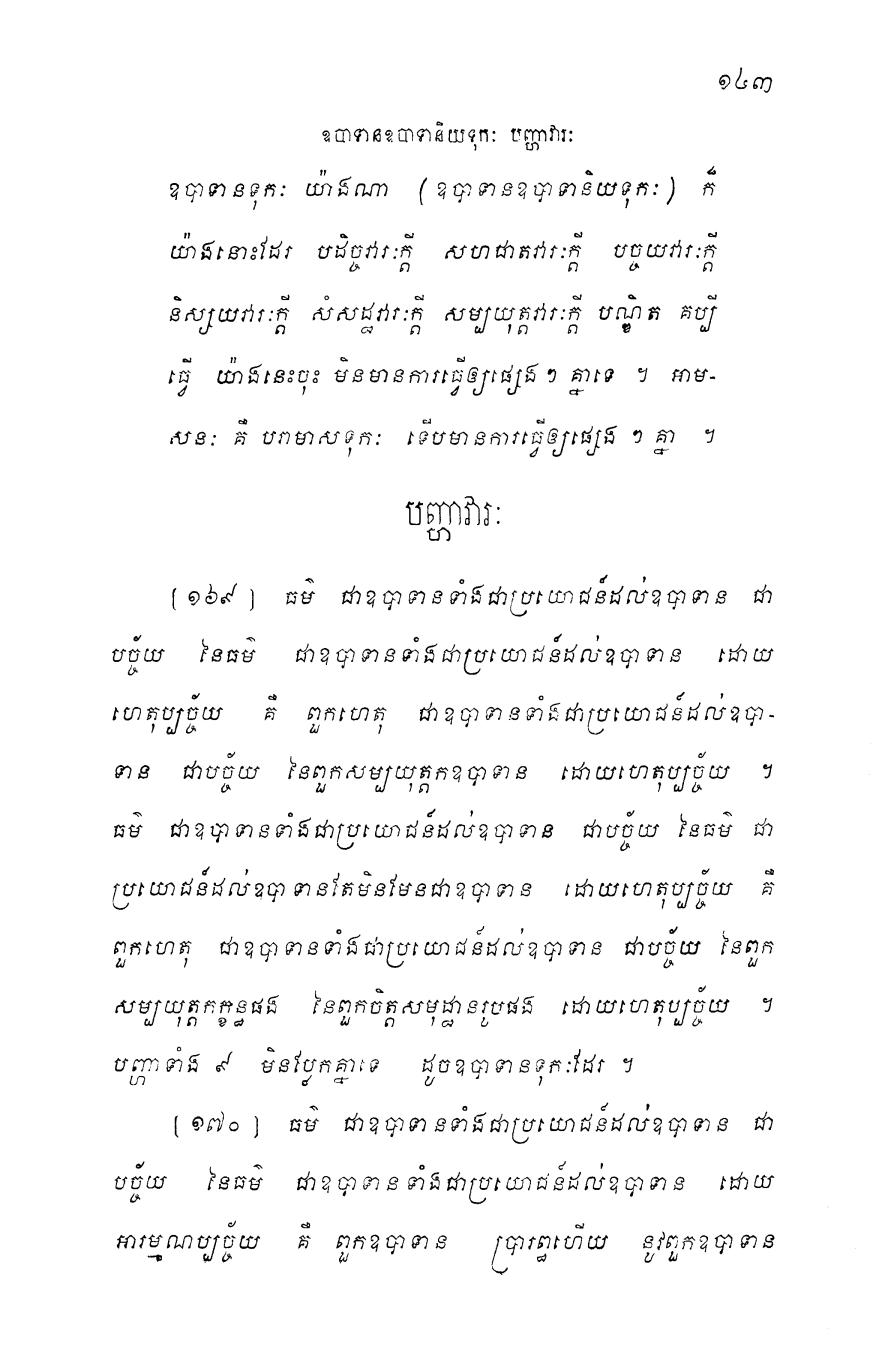 ១៤៣
ឧបាទានឧបាទានិយទុកៈ បញ្ហាវារៈ
ឧបាទានទុកៈ យ៉ាងណា (ឧបាទានឧបាទានិយទុកៈ) ក៏
យ៉ាងនោះដែរ បដិច្ចវារៈក្តី សហជាតវារៈក្តី បច្ចយវារៈក្តី
និស្សយវារៈក្តី សំសដ្ឋវារៈក្តី សម្បយុត្តវារៈក្តី បណ្ឌិត គប្បី
ធ្វើ យ៉ាងនេះចុះ មិនមានការធ្វើឲ្យផ្សេងៗ គ្នាទេ ។ អាម-
សនៈ គឺ បរាមាសទុកៈ ទើបមានការធ្វើឲ្យផ្សេង ៗ គ្នា ។
បញ្ហាវារៈ
[១៦៩] ធម៌ ជាឧបាទានទាំងជាប្រយោជន៍ដល់ឧបាទាន ជា
បច្ច័យ នៃធម៌ ជាឧបាទានទាំងជាប្រយោជន៍ដល់ឧបាទាន ដោយ
ហេតុប្បច្ច័យ គឺ ពួកហេតុ ជាឧបាទានទាំងជាប្រយោជន៍ដល់ឧបា-
ទាន ជាបច្ច័យ នៃពួកសម្បយុត្តកឧបាទាន ដោយហេតុប្បច្ច័យ ។
ធម៌ ជាឧបាទានទាំងជាប្រយោជន៍ដល់ឧបាទាន ជាបច្ច័យ នៃធម៌ ជា
ប្រយោជន៍ដល់ឧបាទានតែមិនមែនជាឧបាទាន ដោយហេតុប្បច្ច័យ គឺ
ពួកហេតុ ជាឧបាទានទាំងជាប្រយោជន៍ដល់ឧបាទាន ជាបច្ច័យ នៃពួក
សម្បយុត្តកក្ខន្ធផង នៃពួកចិត្តសមុដ្ឋានរូបផង ដោយហេតុប្បច្ច័យ ។
បញ្ហាទាំង ៩ មិនប្លែកគ្នាទេ ដូចឧបាទានទុកៈដែរ ។
[១៧០] ធម៌ ជាឧបាទានទាំងជាប្រយោជន៍ដល់ឧបាទាន ជា
បច្ច័យ នៃធម៌ ជាឧបាទានទាំងជាប្រយោជន៍ដល់ឧបាទាន ដោយ
អារម្មណប្បច្ច័យ គឺ ពួកឧបាទាន ប្រារព្ធហើយ នូវពួកឧបាទាន